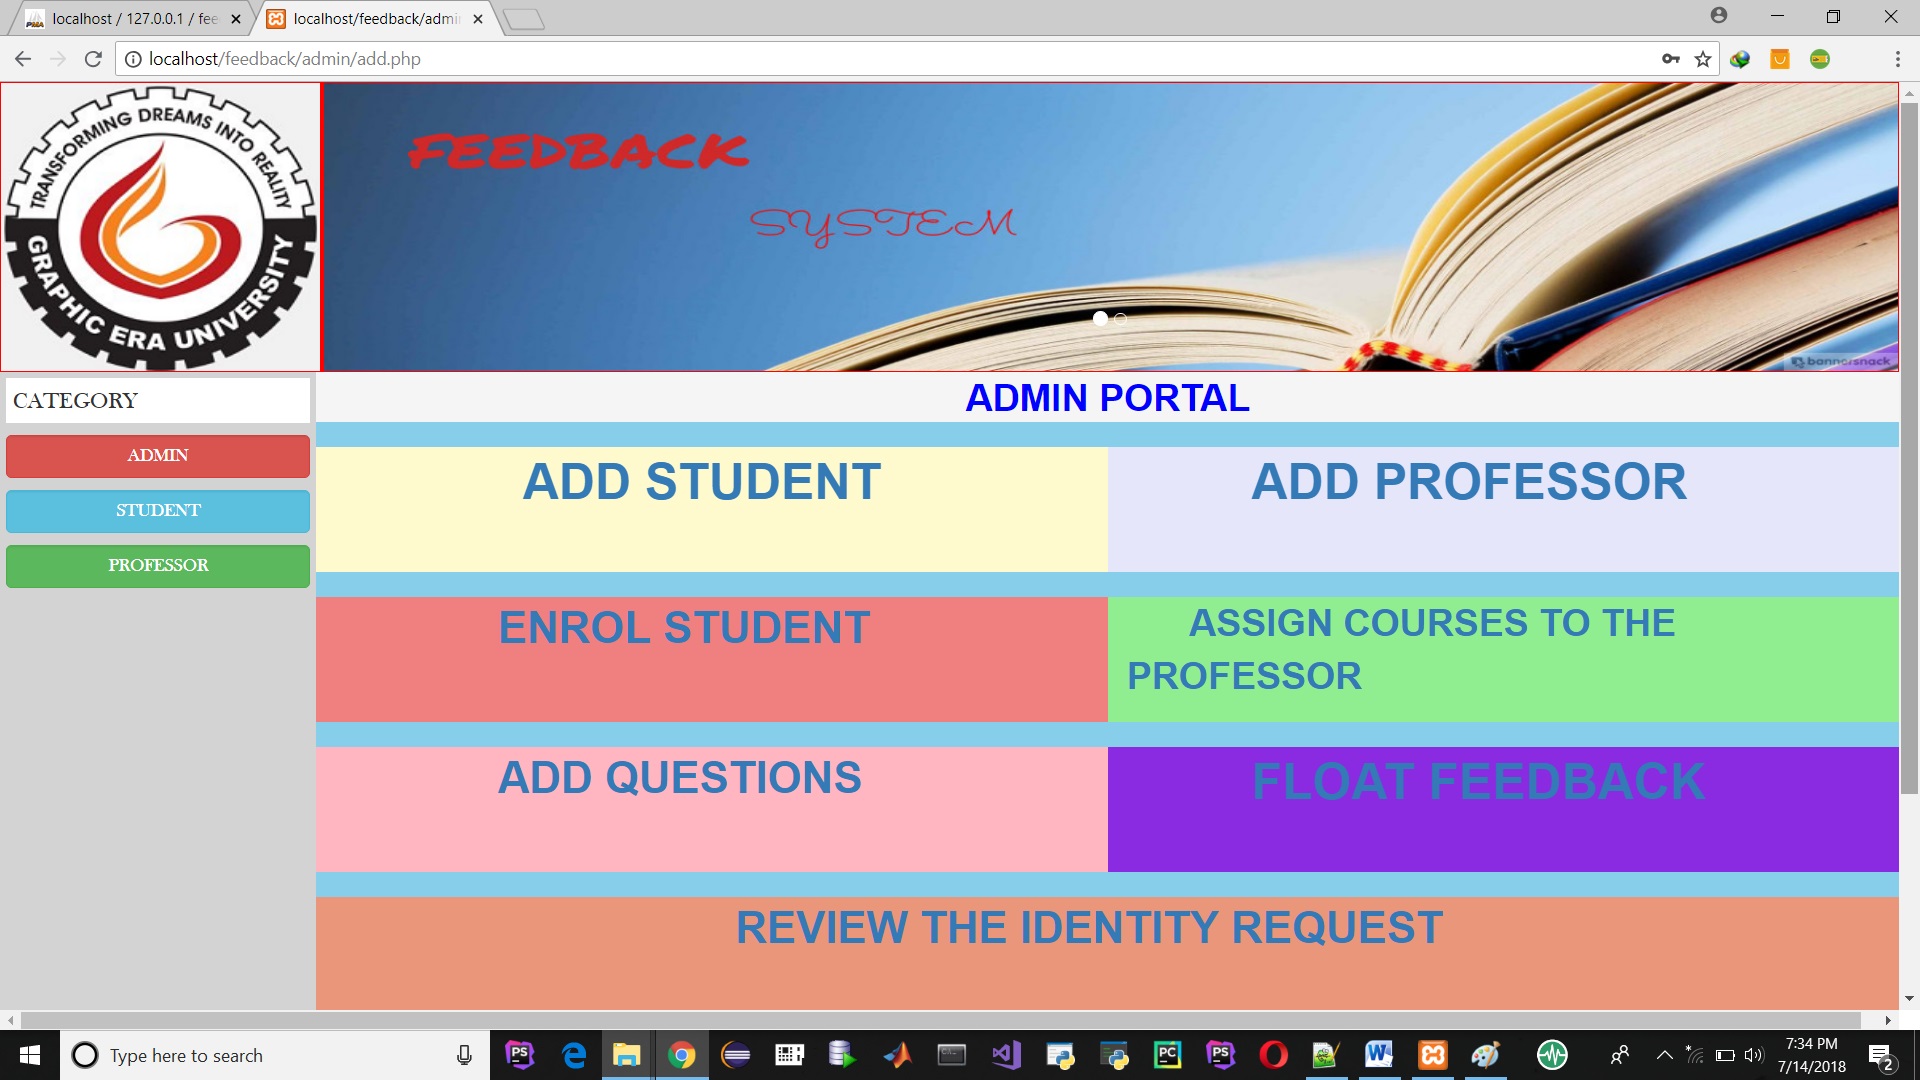 localhost / 127.0.0.1 / fee
localhost/feedback/admin
localhost/feedback/admin/add.php
TRANSFORMING DREAMS INTO REALITY
GRAPHIC ERA UNIVERSITY
FEEDBACK
SYSTEM
bannersnack
CATEGORY
ADMIN PORTAL
ADMIN
STUDENT
PROFESSOR
ADD STUDENT
ADD PROFESSOR
ENROL STUDENT
ASSIGN COURSES TO THE
PROFESSOR
ADD QUESTIONS
FLOAT FEEDBACK
REVIEW THE IDENTITY REQUEST
Type here to search
7:34 PM
7/14/2018
2